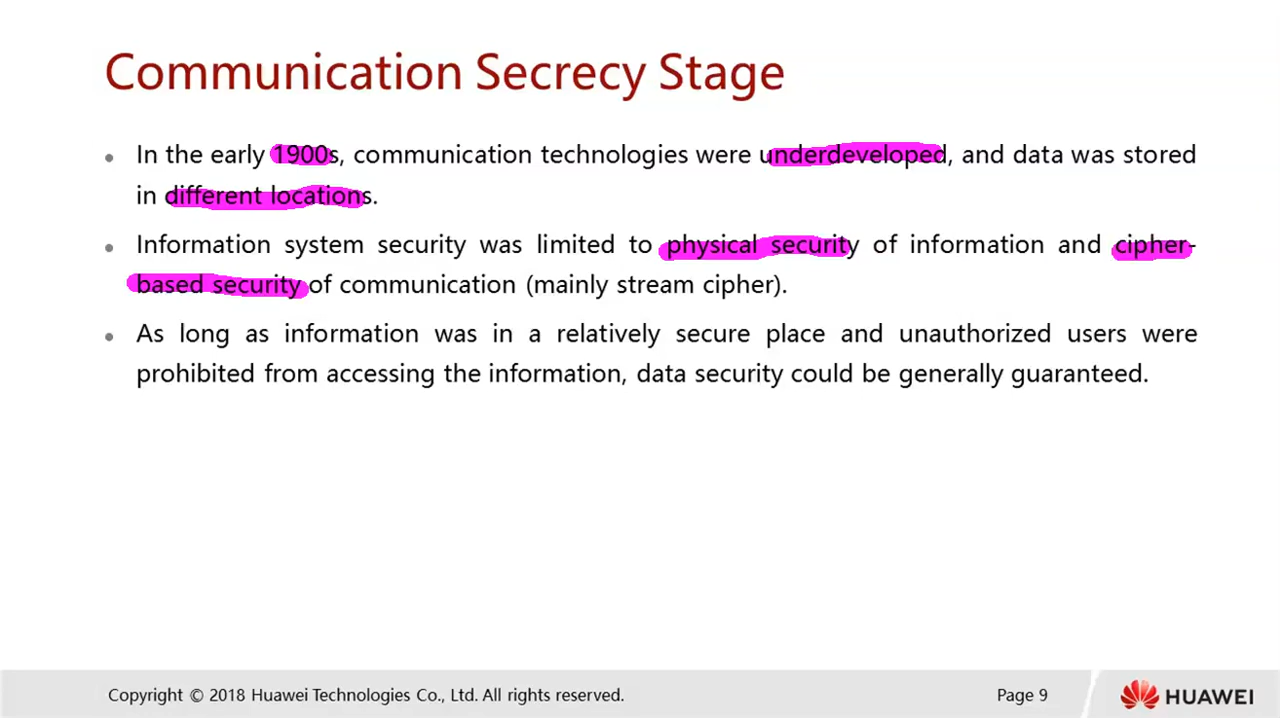 Communication Secrecy Stage
• In the early 1900s, communication technologies were underdeveloped, and data was stored
in different locations.
• Information system security was limited to physical security of information and cipher-
based security of communication (mainly stream cipher).
• As long as information was in a relatively secure place and unauthorized users were
prohibited from accessing the information, data security could be generally guaranteed.
Copyright © 2018 Huawei Technologies Co., Ltd. All rights reserved.
Page 9
HUAWEI